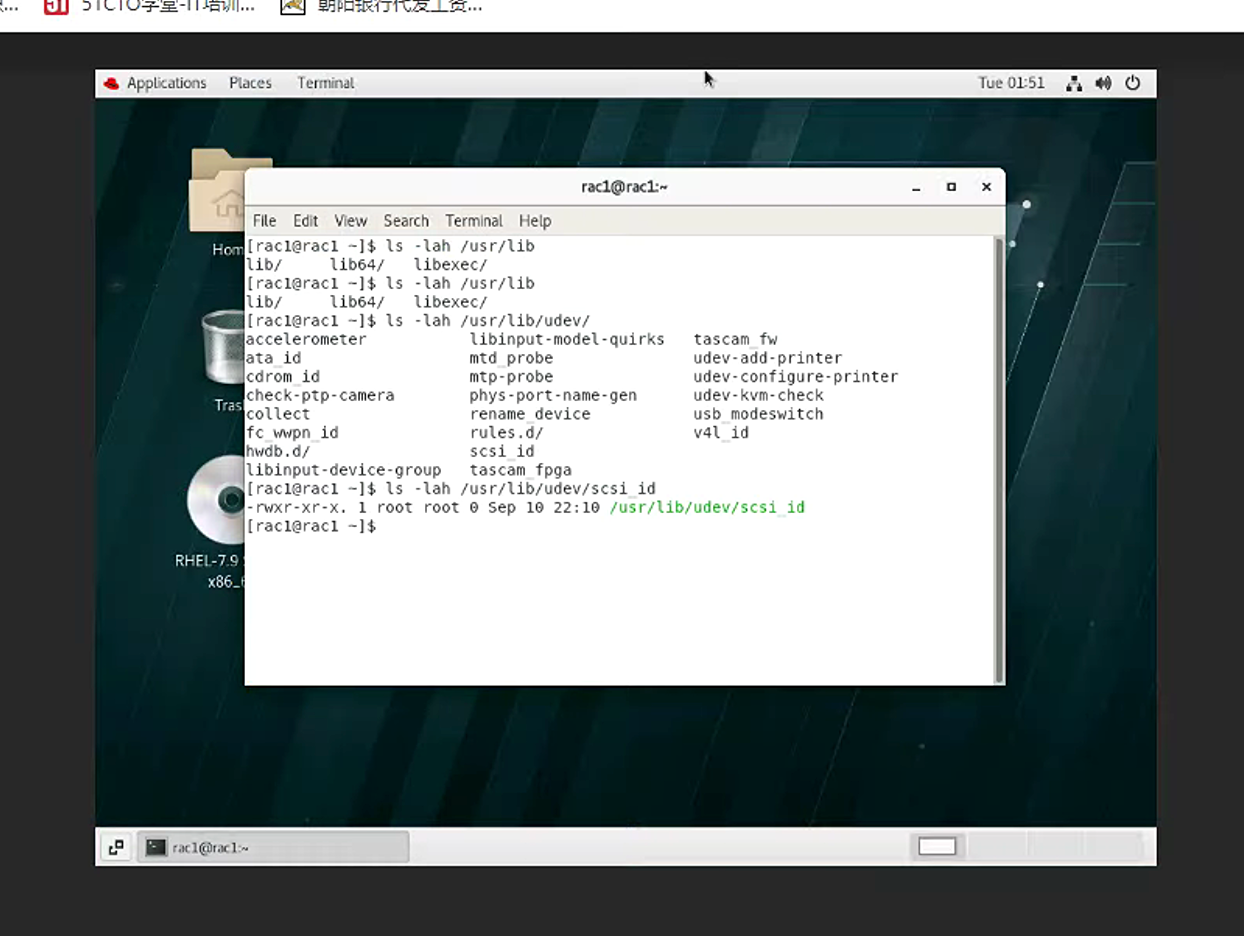 51CTO学堂-IT培训... 朝阳银行代发工资...
Applications Places Terminal Tue 01:51
rac1@rac1:~
File Edit View Search Terminal Help
[rac1@rac1 ~]$ ls -lah /usr/lib
lib/ lib64/ libexec/
[rac1@rac1 ~]$ ls -lah /usr/lib
lib/ lib64/ libexec/
[rac1@rac1 ~]$ ls -lah /usr/lib/udev/
accelerometer libinput-model-quirks tascam_fw
ata_id mtd_probe udev-add-printer
cdrom_id mtp-probe udev-configure-printer
check-ptp-camera phys-port-name-gen udev-kvm-check
collect rename_device usb_modeswitch
fc_wwpn_id rules.d/ v4l_id
hwdb.d/ scsi_id
libinput-device-group tascam_fpga
[rac1@rac1 ~]$ ls -lah /usr/lib/udev/scsi_id
-rwxr-xr-x. 1 root root 0 Sep 10 22:10 /usr/lib/udev/scsi_id
[rac1@rac1 ~]$
Hom
Tras
RHEL-7.9
x86_6
rac1@rac1:~